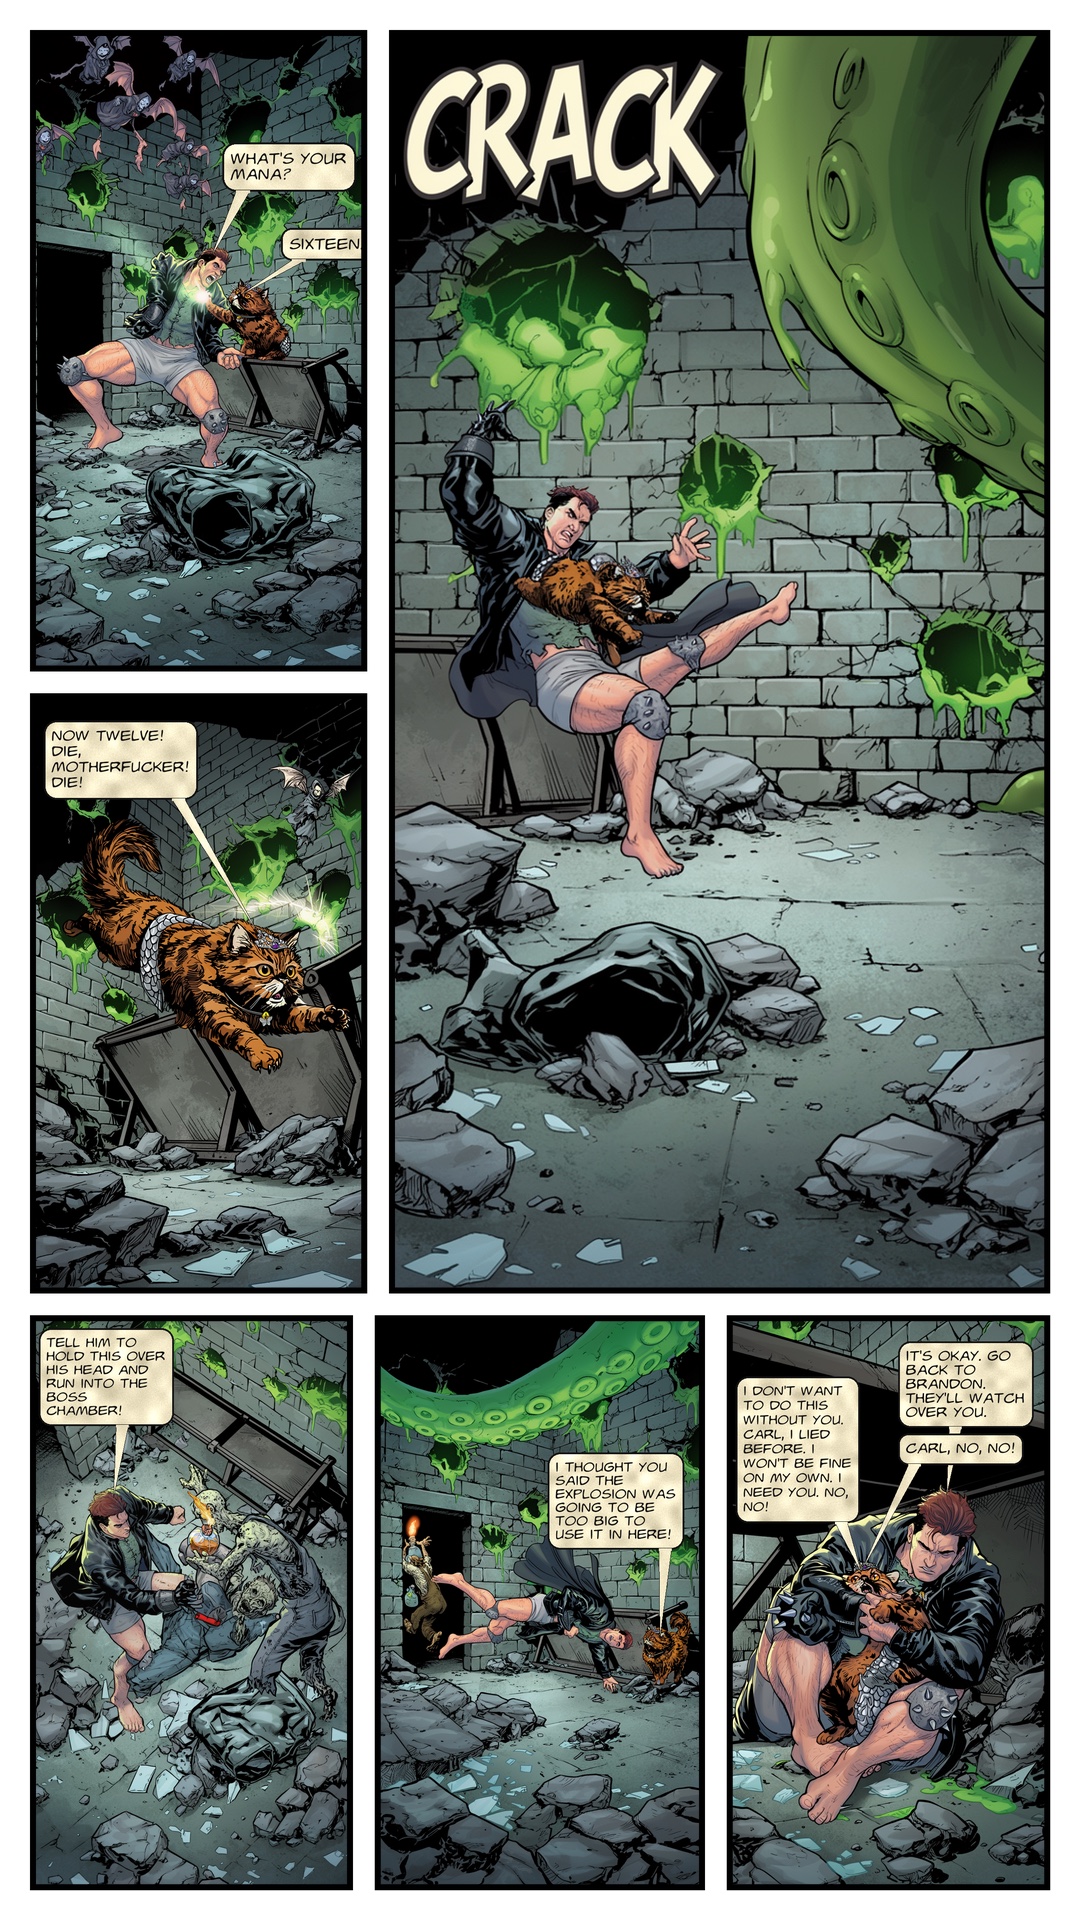 WHAT'S YOUR
MANA?
SIXTEEN
CRACK
NOW TWELVE!
DIE,
MOTHERFUCKER!
DIE!
TELL HIM TO
HOLD THIS OVER
HIS HEAD AND
RUN INTO THE
BOSS
CHAMBER!
I THOUGHT YOU
SAID THE
EXPLOSION WAS
GOING TO BE
TOO BIG TO
USE IT IN HERE!
I DON'T WANT
TO DO THIS
WITHOUT YOU.
CARL, I LIED
BEFORE. I
WON'T BE FINE
ON MY OWN. I
NEED YOU. NO,
NO!
IT'S OKAY. GO
BACK TO
BRANDON.
THEY'LL WATCH
OVER YOU.
CARL, NO, NO!